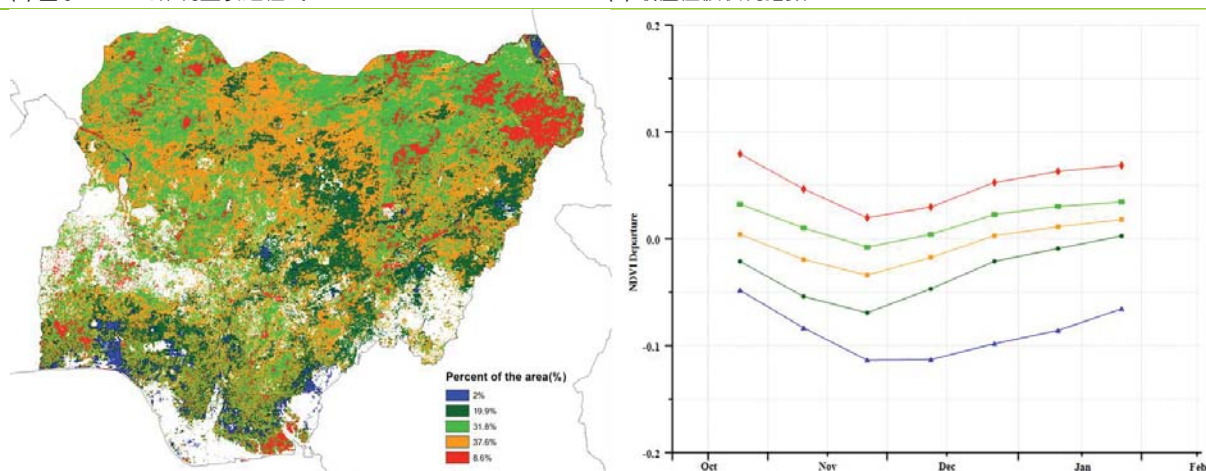 Percent of the area(%)
2%
19.9%
31.8%
37.6%
8.6%
0.2
0.1
0.0
-0.1
-0.2
NDVI Departure
Oct
Nov
Dec
Jan
Feb